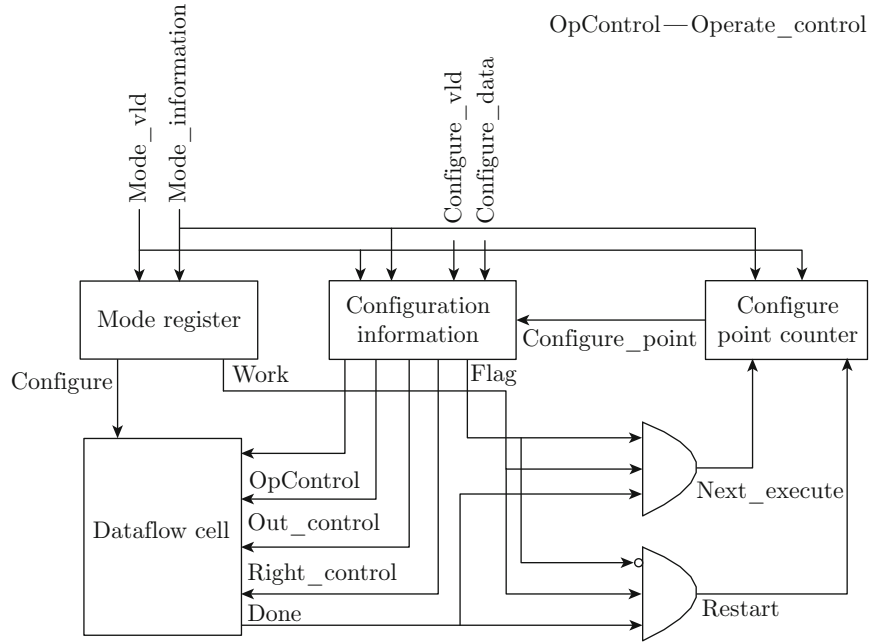 OpControl—Operate_control
Mode_vld
Mode_information
Configure_vld
Configure_data
Mode register
Configuration
information
Configure
point counter
Configure_point
Configure
Work
Flag
OpControl
Dataflow cell
Out_control
Right_control
Done
Next_execute
Restart